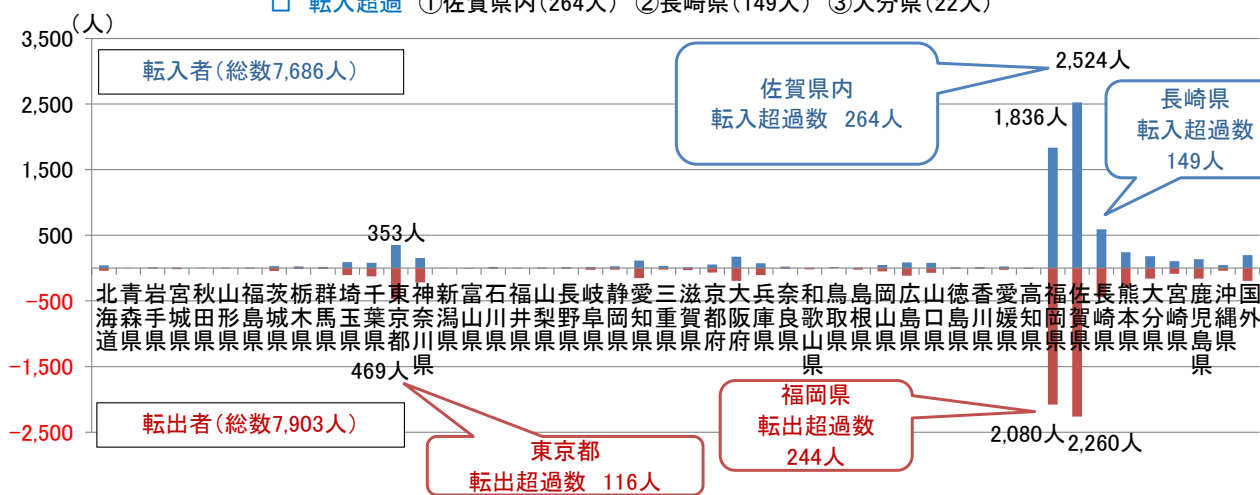 □ 転入超過 ①佐賀県内(264人) ②長崎県(149人) ③大分県(22人)
(人)
3,500
2,500
1,500
500
-500
-1,500
-2,500
転入者(総数7,686人)
佐賀県内
転入超過数 264人
2,524人
1,836人
長崎県
転入超過数
149人
353人
北海道
青森県
岩手県
宮城県
秋田県
山形県
福島県
茨城県
栃木県
群馬県
埼玉県
千葉県
東京都
神奈川県
新潟県
富山県
石川県
福井県
山梨県
長野県
岐阜県
静岡県
愛知県
三重県
滋賀県
京都府
大阪府
兵庫県
奈良県
和歌山県
鳥取県
島根県
岡山県
広島県
山口県
徳島県
香川県
愛媛県
高知県
福岡県
佐賀県
長崎県
熊本県
大分県
宮崎県
鹿児島県
沖縄県
国外
469人
転出者(総数7,903人)
東京都
転出超過数 116人
福岡県
転出超過数
244人
2,080人
2,260人